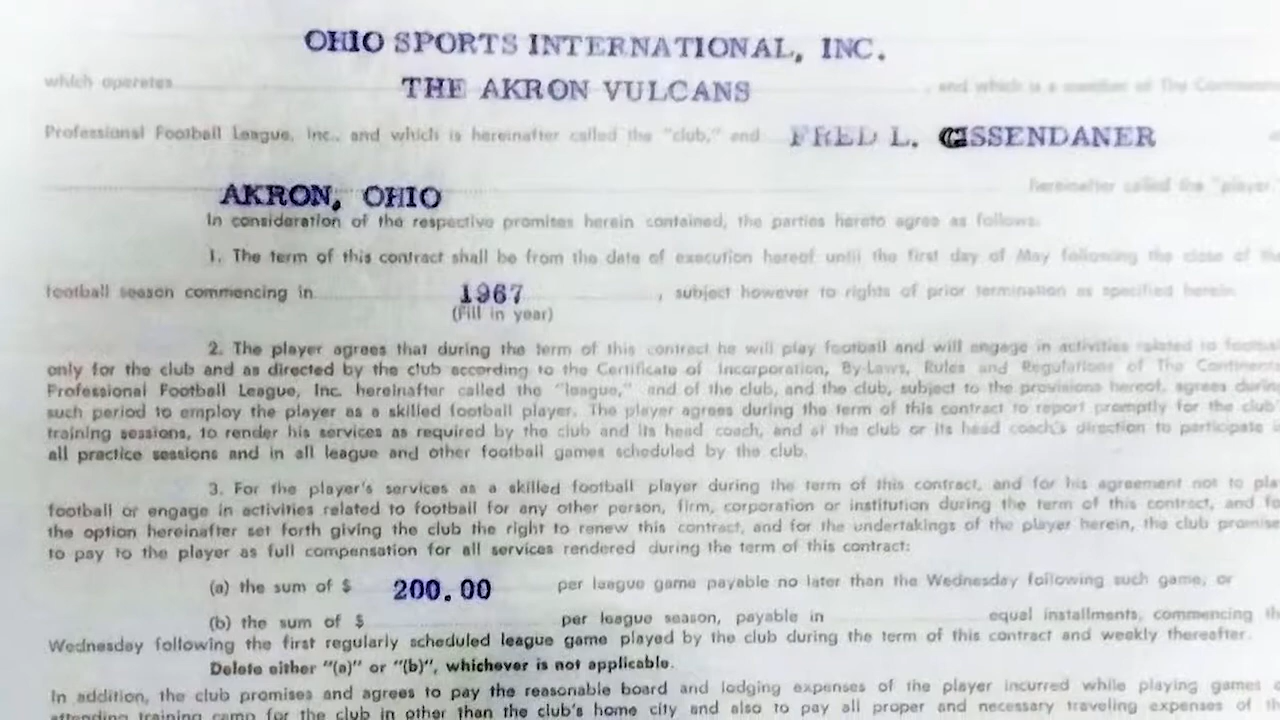 OHIO SPORTS INTERNATIONAL, INC.
which operates THE AKRON VULCANS , and which is a member of The
Professional Football League, Inc., and which is hereinafter called the "club," and FRED L. GISSENDANER
AKRON, OHIO hereinafter called the "player,
In consideration of the respective promises herein contained, the parties hereto agree as follows:
1. The term of this contract shall be from the date of execution hereof until the first day of May following the close of
football season commencing in 1967 , subject however to rights of prior termination as specified herein.
(Fill in year)
2. The player agrees that during the term of this contract he will play football and will engage in activities related to
only for the club and as directed by the club according to the Certificate of Incorporation, By-Laws, Rules and Regulations of The
Professional Football League, Inc. hereinafter called the "league," and of the club, and the club, subject to the provisions hereof, agrees
such period to employ the player as a skilled football player. The player agrees during the term of this contract to report promptly for the
training sessions, to render his services as required by the club and its head coach, and at the club or its head coach's direction to participate
all practice sessions and in all league and other football games scheduled by the club.
3. For the player's services as a skilled football player during the term of this contract, and for his agreement not to
football or engage in activities related to football for any other person, firm, corporation or institution during the term of this contract, and
the option hereinafter set forth giving the club the right to renew this contract, and for the undertakings of the player herein, the club
to pay to the player as full compensation for all services rendered during the term of this contract:
(a) the sum of $ 200.00 per league game payable no later than the Wednesday following such game, or
(b) the sum of $ per league season, payable in equal installments, commencing
Wednesday following the first regularly scheduled league game played by the club during the term of this contract and weekly thereafter.
Delete either "(a)" or "(b)", whichever is not applicable.
In addition, the club promises and agrees to pay the reasonable board and lodging expenses of the player incurred while playing games
attending training camp for the club in other than the club's home city and also to pay all proper and necessary traveling expenses of